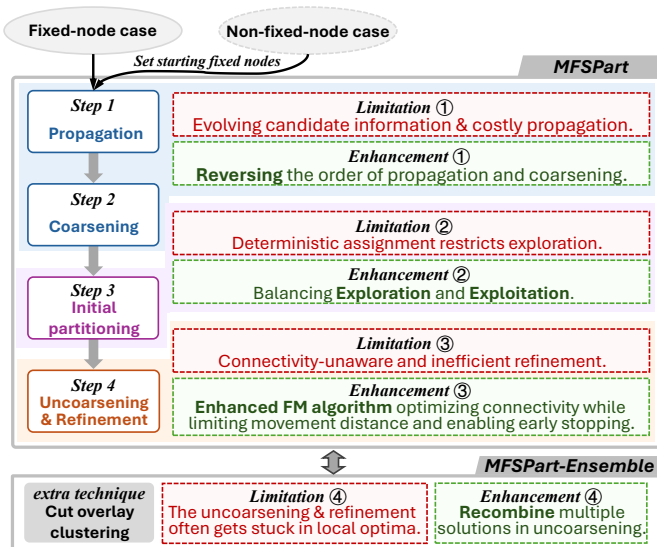 Fixed-node case
Non-fixed-node case
Set starting fixed nodes
MFSPart
Step 1
Propagation
Limitation ①
Evolving candidate information & costly propagation.
Enhancement ①
Reversing the order of propagation and coarsening.
Step 2
Coarsening
Limitation ②
Deterministic assignment restricts exploration.
Enhancement ②
Balancing Exploration and Exploitation.
Step 3
Initial
partitioning
Limitation ③
Connectivity-unaware and inefficient refinement.
Step 4
Uncoarsening
& Refinement
Enhancement ③
Enhanced FM algorithm optimizing connectivity while
limiting movement distance and enabling early stopping.
MFSPart-Ensemble
extra technique
Cut overlay
clustering
Limitation ④
The uncoarsening & refinement
often gets stuck in local optima.
Enhancement ④
Recombine multiple
solutions in uncoarsening.